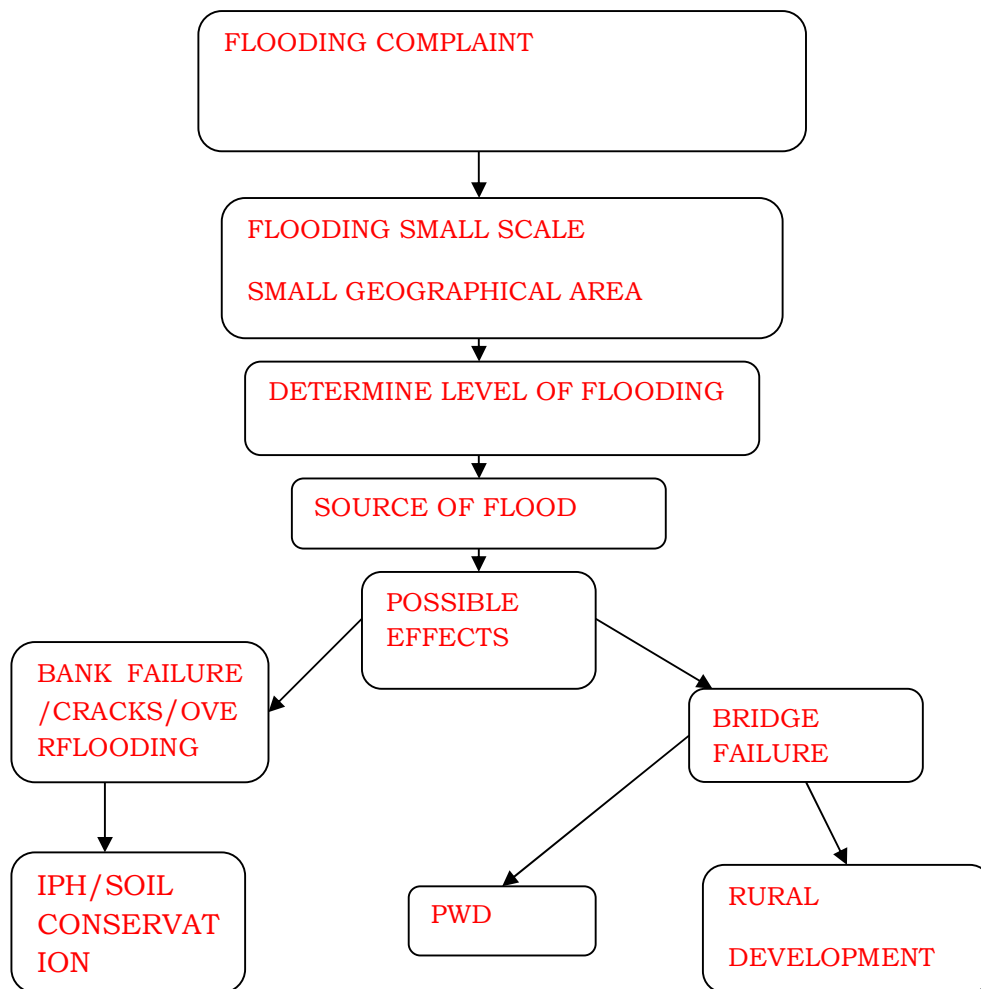 FLOODING COMPLAINT
FLOODING SMALL SCALE
SMALL GEOGRAPHICAL AREA
DETERMINE LEVEL OF FLOODING
SOURCE OF FLOOD
POSSIBLE
EFFECTS
BANK FAILURE
/CRACKS/OVE
RFLOODING
BRIDGE
FAILURE
IPH/SOIL
CONSERVAT
ION
PWD
RURAL
DEVELOPMENT